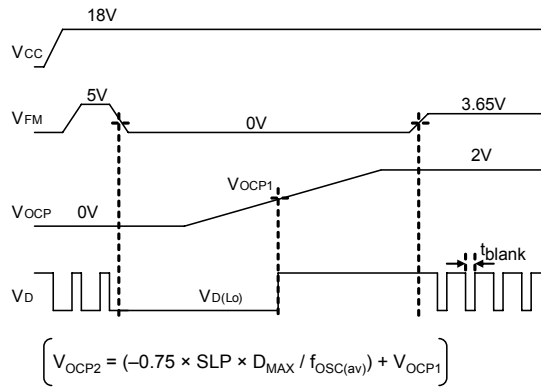 18V
VCC
5V
VFM
0V
3.65V
2V
VOCP1
VOCP
0V
tblank
VD
VD(Lo)
VOCP2 = (–0.75 × SLP × DMAX / fOSC(av)) + VOCP1